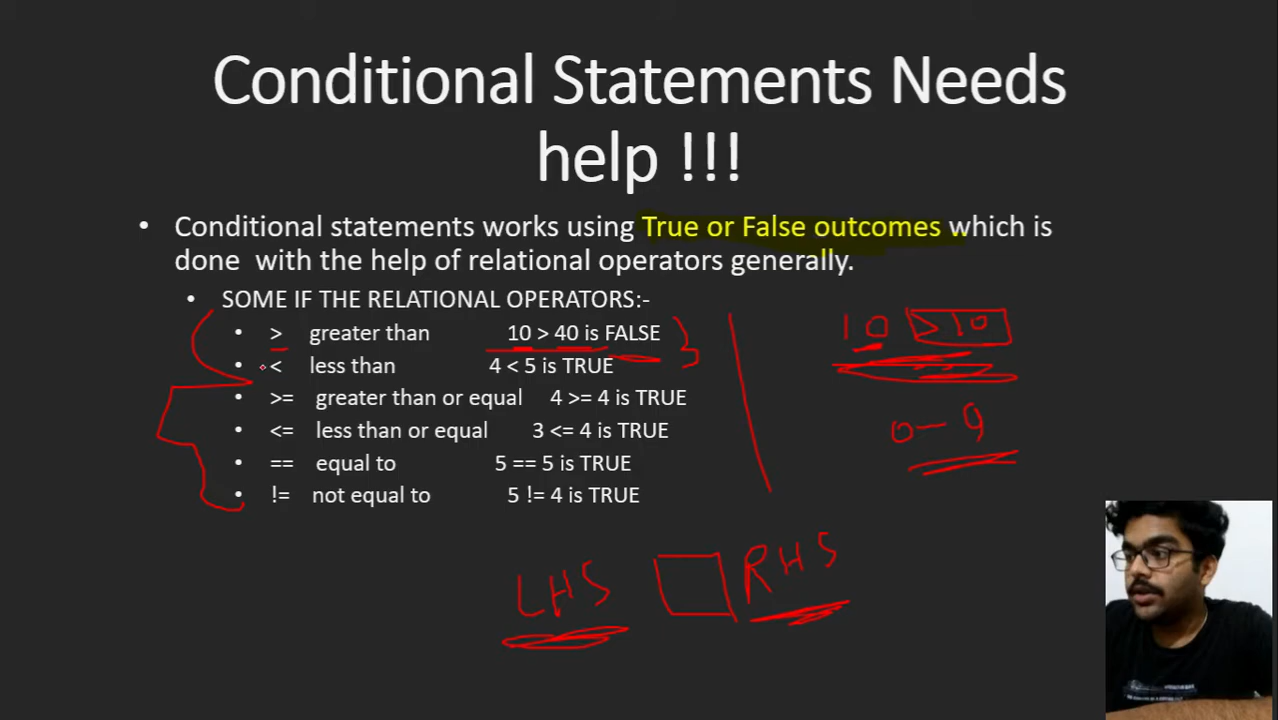 Conditional Statements Needs
help !!!
• Conditional statements works using True or False outcomes which is
done with the help of relational operators generally.
• SOME IF THE RELATIONAL OPERATORS:-
• > greater than 10 > 40 is FALSE
• < less than 4 < 5 is TRUE
• >= greater than or equal 4 >= 4 is TRUE
• <= less than or equal 3 <= 4 is TRUE
• == equal to 5 == 5 is TRUE
• != not equal to 5 != 4 is TRUE
10 > 10
0 - 9
LHS RHS